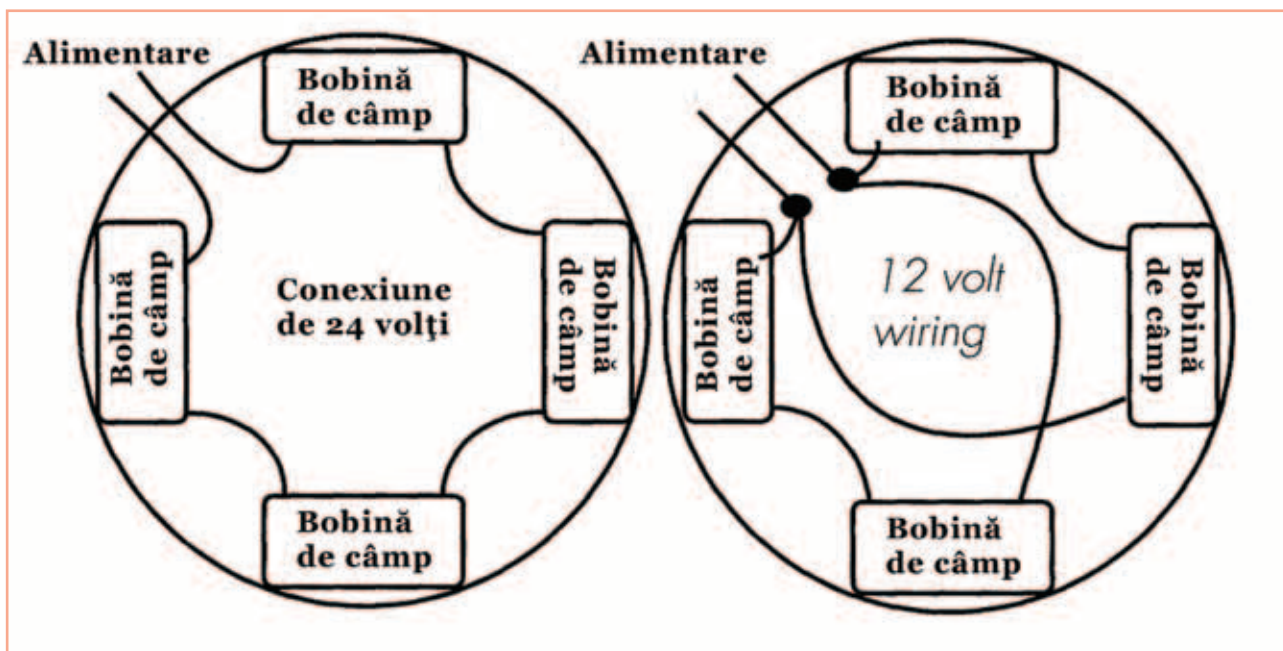 Alimentare
Bobină
de câmp
Bobină
de câmp
Conexiune
de 24 volţi
Bobină
de câmp
Bobină
de câmp
Alimentare
Bobină
de câmp
Bobină
de câmp
12 volt
wiring
Bobină
de câmp
Bobină
de câmp